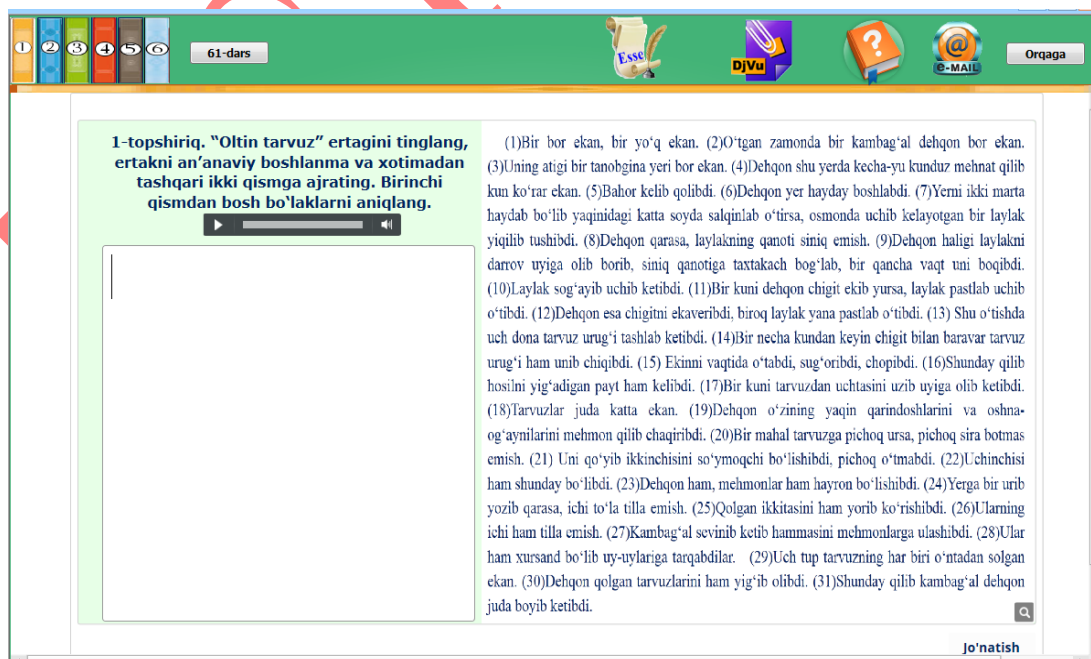 1 2 3 4 5 6
61-dars
Esse
DjVu
?
@
e-MAIL
Orqaga
1-topshiriq. “Oltin tarvuz” ertagini tinglang,
ertakni an’anaviy boshlanma va xotimadan
tashqari ikki qismga ajrating. Birinchi
qismdan bosh bo‘laklarni aniqlang.
(1)Bir bor ekan, bir yo‘q ekan. (2)O‘tgan zamonda bir kambag‘al dehqon bor ekan.
(3)Uning atigi bir tanobgina yeri bor ekan. (4)Dehqon shu yerda kecha-yu kunduz mehnat qilib
kun ko‘rar ekan. (5)Bahor kelib qolibdi. (6)Dehqon yer hayday boshlabdi. (7)Yerni ikki marta
haydab bo‘lib yaqinidagi katta soyda salqinlab o‘tirsa, osmonda uchib kelayotgan bir laylak
yiqilib tushibdi. (8)Dehqon qarasa, laylakning qanoti siniq emish. (9)Dehqon haligi laylakni
darrov uyiga olib borib, siniq qanotiga taxtakach bog‘lab, bir qancha vaqt uni boqibdi.
(10)Laylak sog‘ayib uchib ketibdi. (11)Bir kuni dehqon chigit ekib yursa, laylak pastlab uchib
o‘tibdi. (12)Dehqon esa chigitni ekaveribdi, biroq laylak yana pastlab o‘tibdi. (13) Shu o‘tishda
uch dona tarvuz urug‘i tashlab ketibdi. (14)Bir necha kundan keyin chigit bilan baravar tarvuz
urug‘i ham unib chiqibdi. (15) Ekinni vaqtida o‘tabdi, sug‘oribdi, chopibdi. (16)Shunday qilib
hosilni yig‘adigan payt ham kelibdi. (17)Bir kuni tarvuzdan uchtasini uzib uyiga olib ketibdi.
(18)Tarvuzlar juda katta ekan. (19)Dehqon o‘zining yaqin qarindoshlarini va oshna-
og‘aynilarini mehmon qilib chaqiribdi. (20)Bir mahal tarvuzga pichoq ursa, pichoq sira botmas
emish. (21) Uni qo‘yib ikkinchisini so‘ymoqchi bo‘lishibdi, pichoq o‘tmabdi. (22)Uchinchisi
ham shunday bo‘libdi. (23)Dehqon ham, mehmonlar ham hayron bo‘lishibdi. (24)Yerga bir urib
yozib qarasa, ichi to‘la tilla emish. (25)Qolgan ikkitasini ham yorib ko‘rishibdi. (26)Ularning
ichi ham tilla emish. (27)Kambag‘al sevinib ketib hammasini mehmonlarga ulashibdi. (28)Ular
ham xursand bo‘lib uy-uylariga tarqabdilar. (29)Uch tup tarvuzning har biri o‘ntadan solgan
ekan. (30)Dehqon qolgan tarvuzlarini ham yig‘ib olibdi. (31)Shunday qilib kambag‘al dehqon
juda boyib ketibdi.
Jo'natish